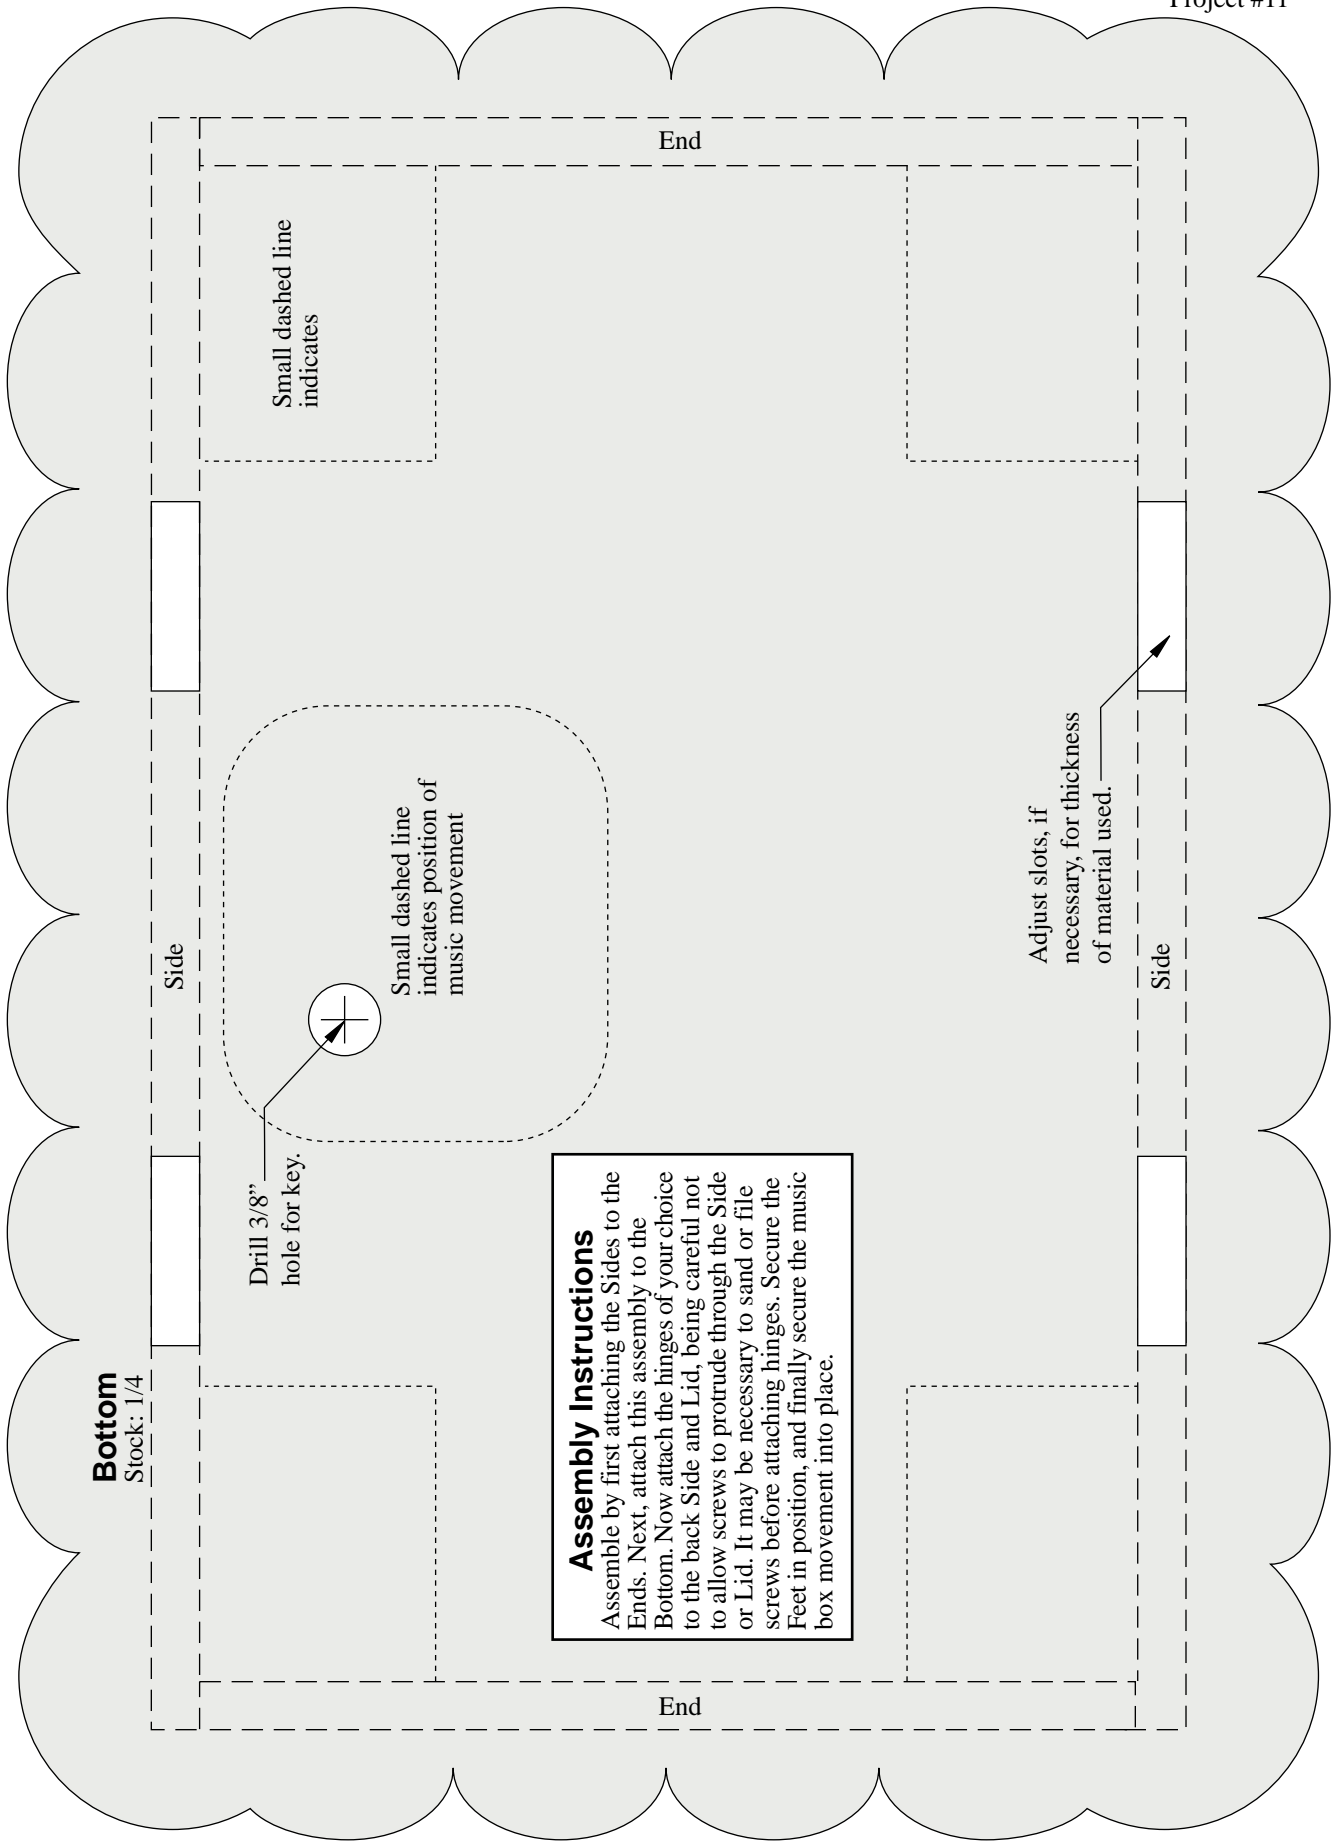 Project #11
End
Small dashed line
indicates
Side
Small dashed line
indicates position of
music movement
Drill 3/8”
hole for key.
Adjust slots, if
necessary, for thickness
of material used.
Side
Bottom
Stock: 1/4
Assembly Instructions
Assemble by first attaching the Sides to the
Ends. Next, attach this assembly to the
Bottom. Now attach the hinges of your choice
to the back Side and Lid, being careful not
to allow screws to protrude through the Side
or Lid. It may be necessary to sand or file
screws before attaching hinges. Secure the
Feet in position, and finally secure the music
box movement into place.
End